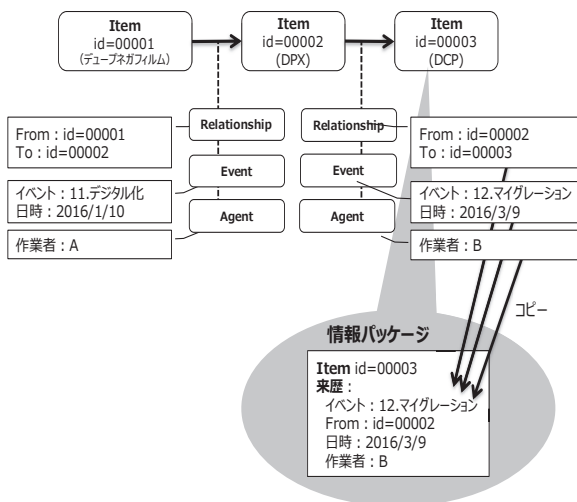 Item
id=00001
(デュープネガフィルム)
Item
id=00002
(DPX)
Item
id=00003
(DCP)
Relationship
Event
Agent
Relationship
Event
Agent
From : id=00001
To : id=00002
イベント : 11.デジタル化
日時 : 2016/1/10
作業者 : A
From : id=00002
To : id=00003
イベント : 12.マイグレーション
日時 : 2016/3/9
作業者 : B
コピー
情報パッケージ
Item id=00003
来歴 :
イベント : 12.マイグレーション
From : id=00002
日時 : 2016/3/9
作業者 : B